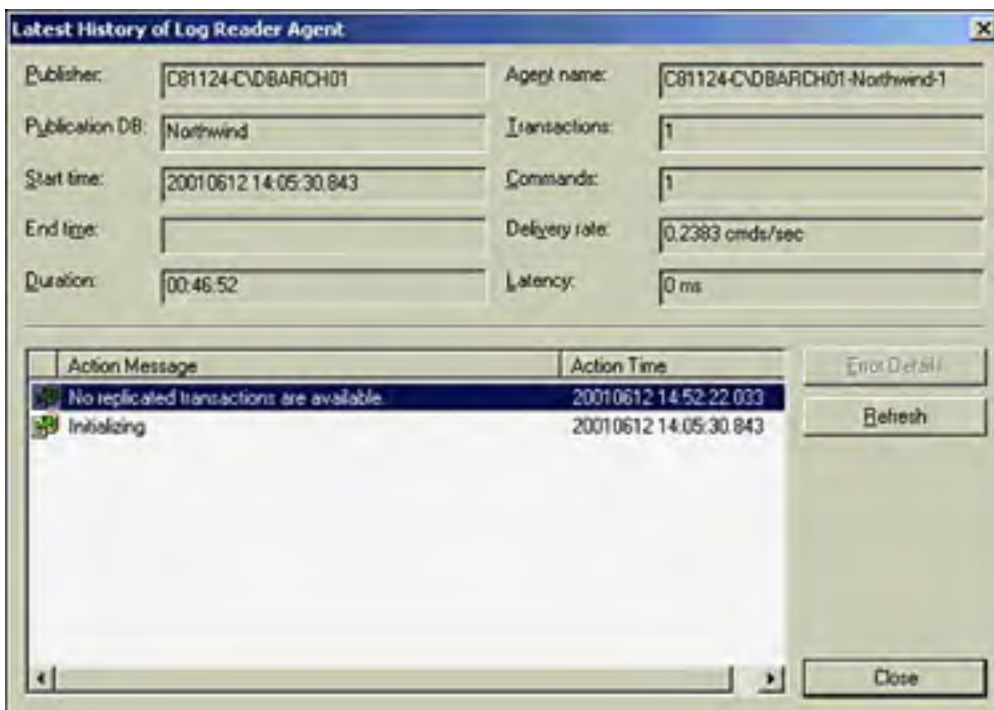 Latest History of Log Reader Agent
Publisher: C81124-C\DBARCH01 Agent name: C81124-C\DBARCH01-Northwind-1
Publication DB: Northwind Transactions: 1
Start time: 20010612 14:05:30.843 Commands: 1
End time: Delivery rate: 0.2383 cmds/sec
Duration: 00:46:52 Latency: 0 ms
Action Message Action Time Error Details
No replicated transactions are available. 20010612 14:52:22.033
Refresh
Initializing 20010612 14:05:30.843
Close